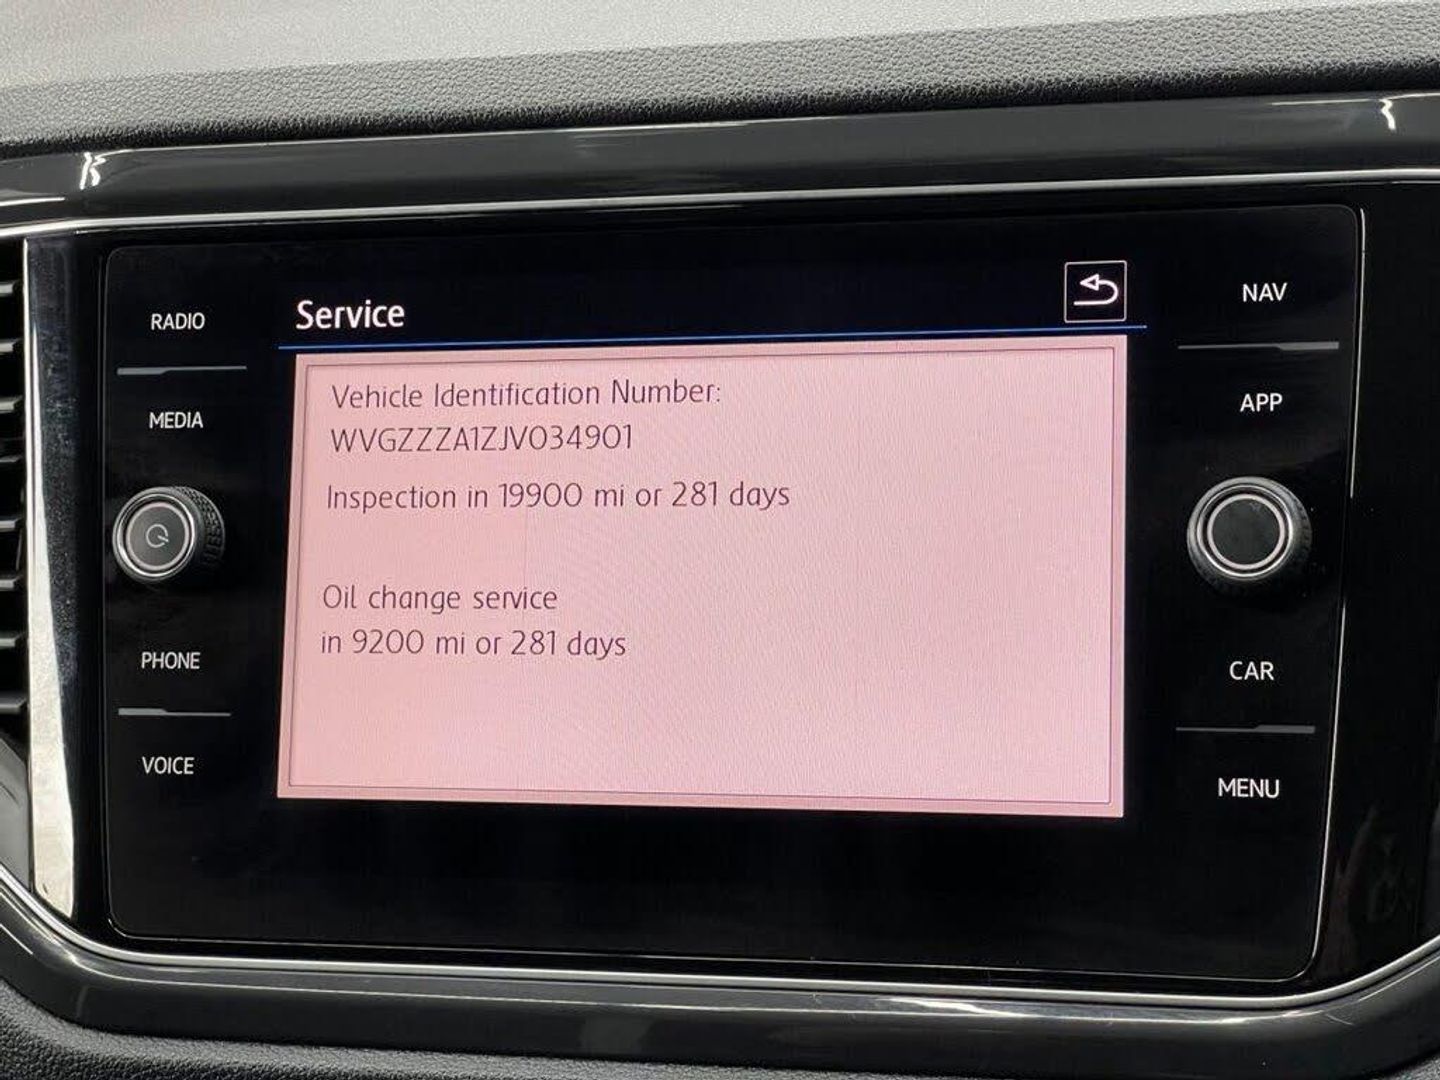 Service
RADIO
MEDIA
PHONE
VOICE
Vehicle Identification Number:
WVGZZZA1ZJV034901
Inspection in 19900 mi or 281 days
Oil change service
in 9200 mi or 281 days
NAV
APP
CAR
MENU